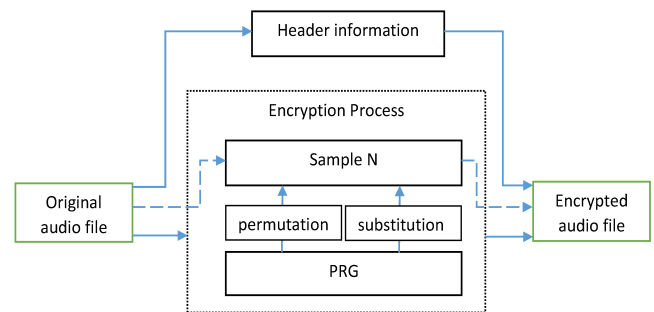 Header information
Encryption Process
Sample N
Original
audio file
permutation
substitution
Encrypted
audio file
PRG